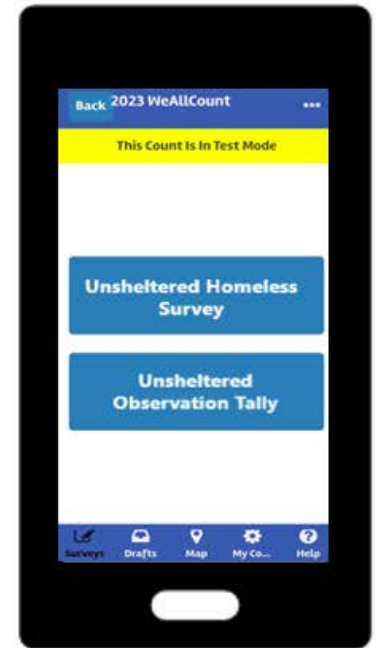 Back 2023 WeAllCount
This Count Is In Test Mode
Unsheltered Homeless
Survey
Unsheltered
Observation Tally
Surveys Drafts Map My Co... Help